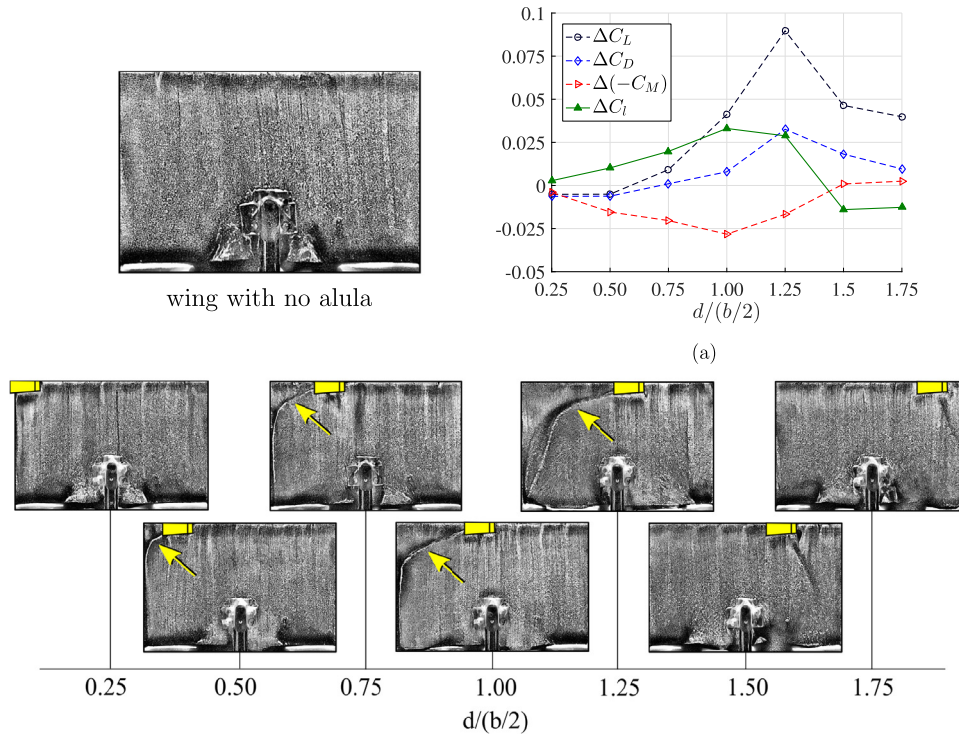 0.1
0.075
0.05
0.025
0
-0.025
-0.05
ΔC_L
ΔC_D
Δ(-C_M)
ΔC_l
0.25 0.50 0.75 1.00 1.25 1.5 1.75
d/(b/2)
wing with no alula
(a)
0.25 0.50 0.75 1.00 1.25 1.50 1.75
d/(b/2)